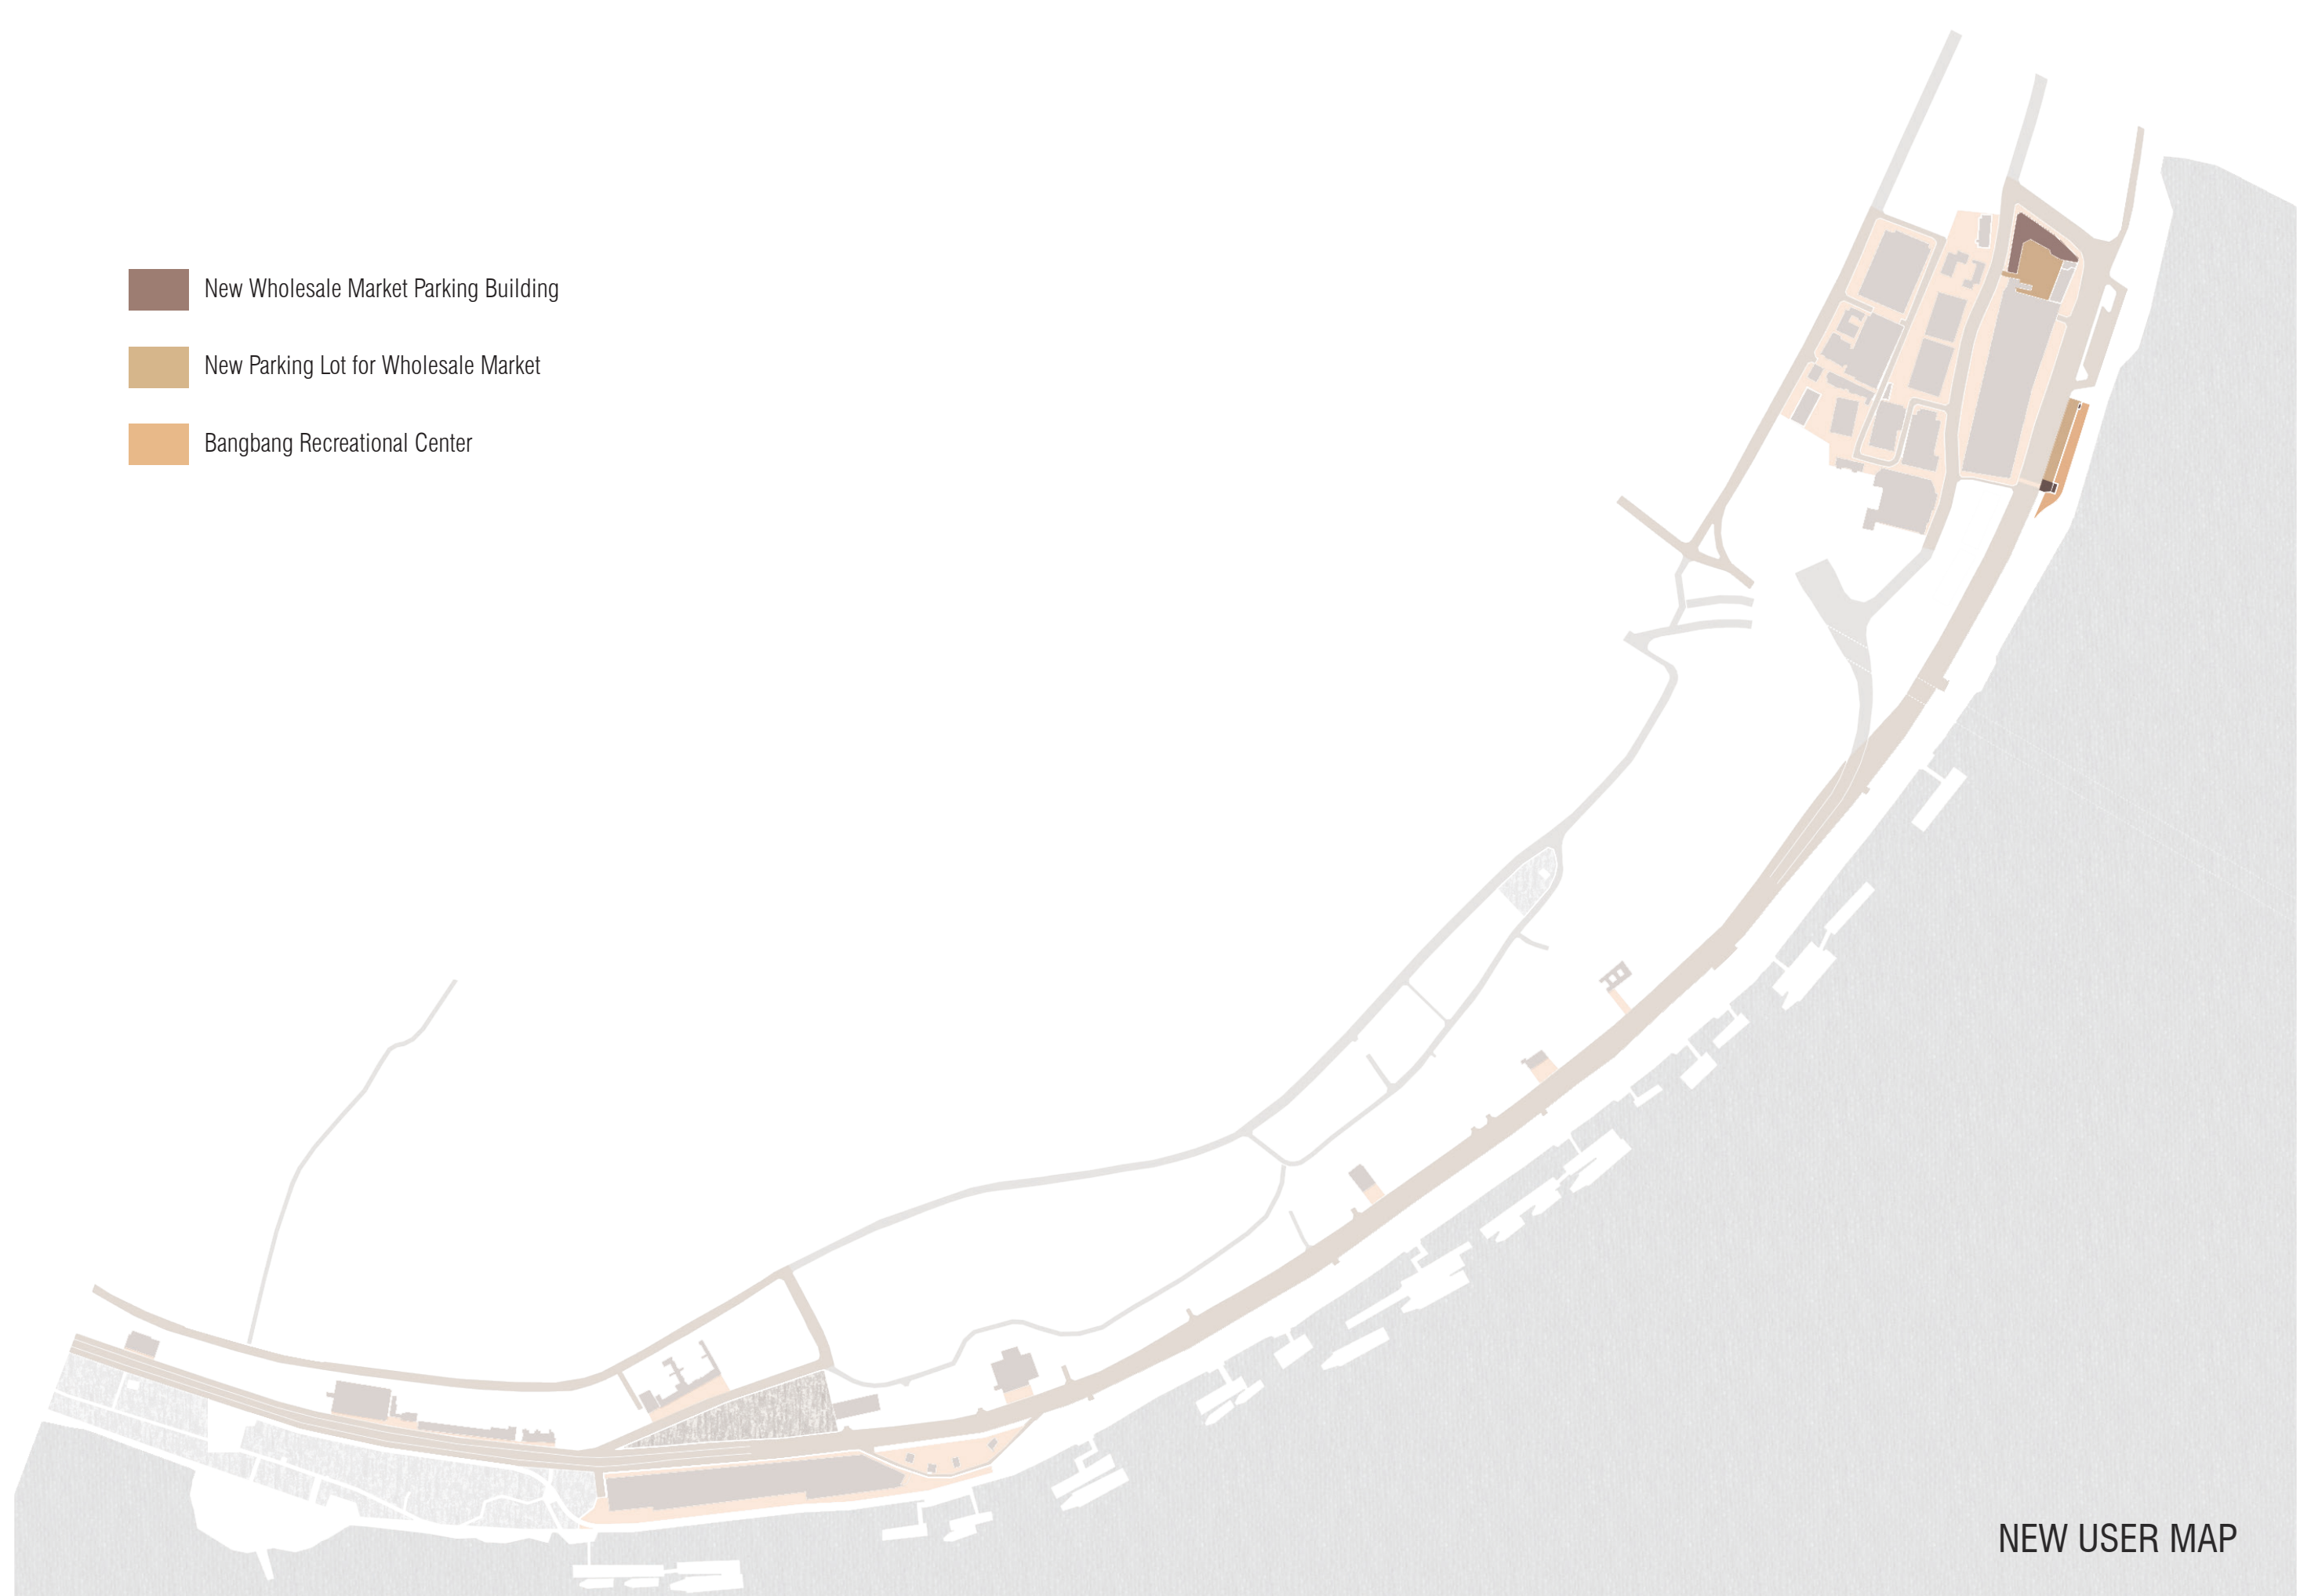 New Wholesale Market Parking Building
New Parking Lot for Wholesale Market
Bangbang Recreational Center
NEW USER MAP